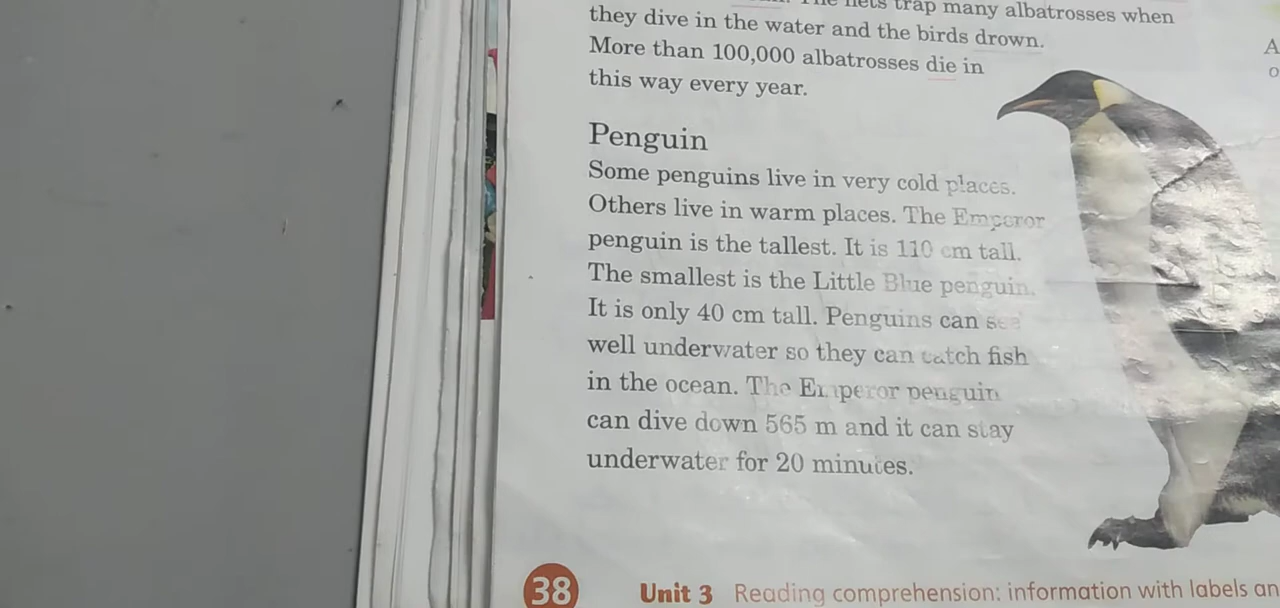 The nets trap many albatrosses when
they dive in the water and the birds drown.
More than 100,000 albatrosses die in
this way every year.
Penguin
Some penguins live in very cold places.
Others live in warm places. The Emperor
penguin is the tallest. It is 110 cm tall.
The smallest is the Little Blue penguin.
It is only 40 cm tall. Penguins can see
well underwater so they can catch fish
in the ocean. The Emperor penguin
can dive down 565 m and it can stay
underwater for 20 minutes.
38 Unit 3 Reading comprehension: information with labels